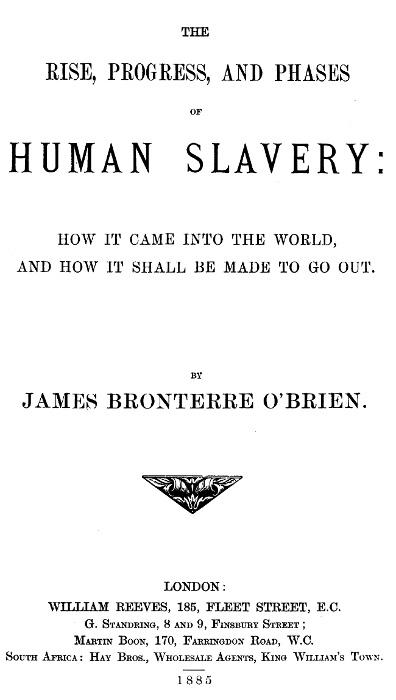 THE
RISE, PROGRESS, AND PHASES
OF
HUMAN SLAVERY:
HOW IT CAME INTO THE WORLD,
AND HOW IT SHALL BE MADE TO GO OUT.
BY
JAMES BRONTERRE O'BRIEN.
LONDON:
WILLIAM REEVES, 185, FLEET STREET, E.C.
G. STANDRING, 8 AND 9, FINSBURY STREET;
MARTIN BOON, 170, FARRINGDON ROAD, W.C.
SOUTH AFRICA: HAY BROS., WHOLESALE AGENTS, KING WILLIAM'S TOWN.
1885